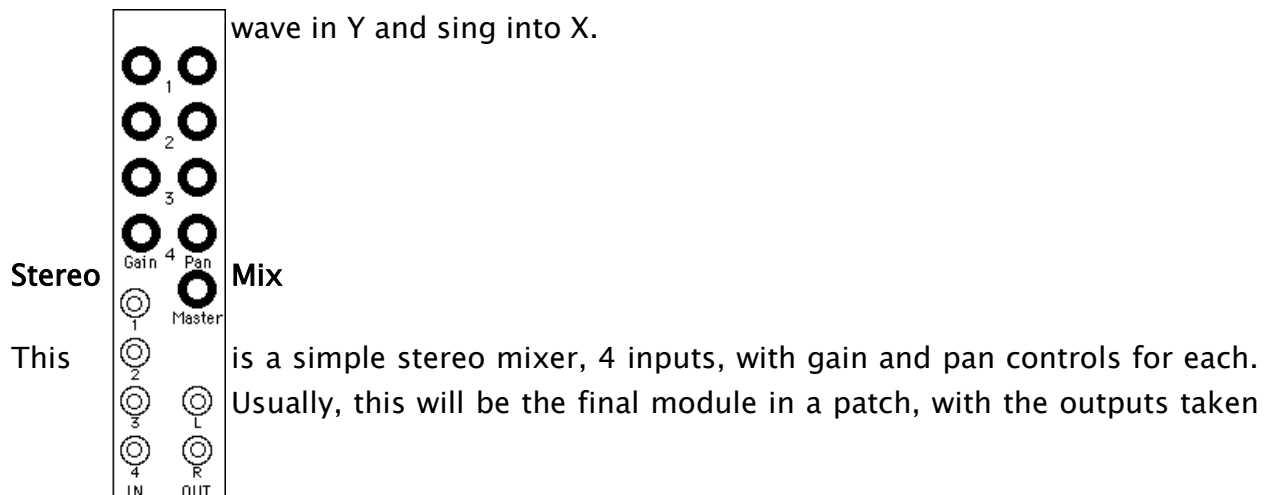 wave in Y and sing into X.
1
2
3
4
Gain Pan
Stereo Mix
1 Master
This is a simple stereo mixer, 4 inputs, with gain and pan controls for each.
2
Usually, this will be the final module in a patch, with the outputs taken
3 L
4 R
IN OUT